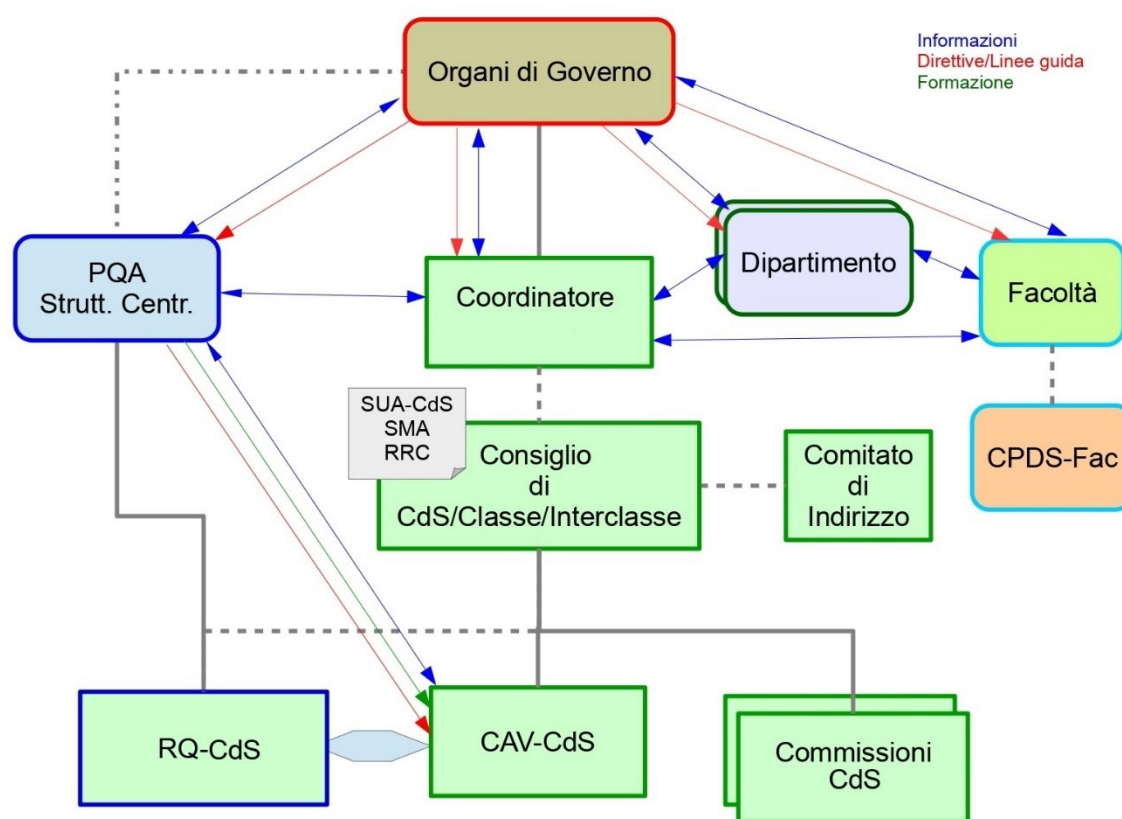 Organi di Governo
Informazioni
Direttive/Linee guida
Formazione
PQA
Strutt. Centr.
Coordinatore
Dipartimento
Facoltà
SUA-CdS
SMA
RRC
Consiglio
di
CdS/Classe/Interclasse
Comitato
di
Indirizzo
CPDS-Fac
RQ-CdS
CAV-CdS
Commissioni
CdS